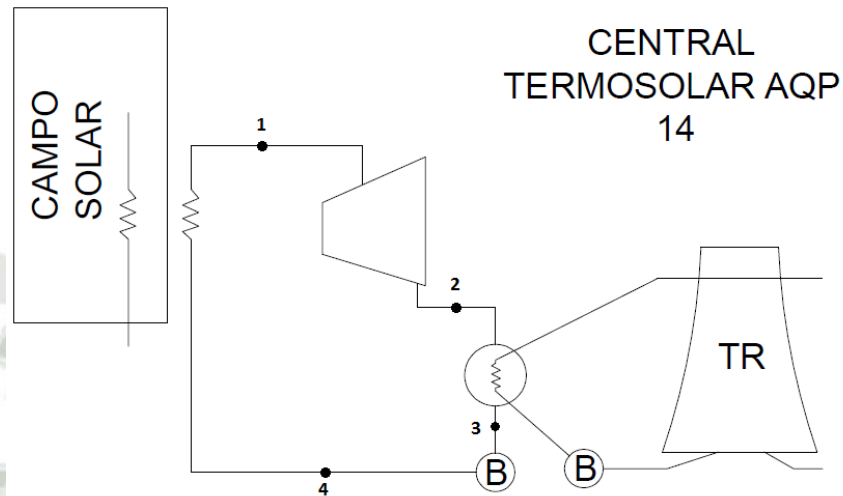 CENTRAL
TERMOSOLAR AQP
14
CAMPO
SOLAR
1
2
TR
3
B
B
4